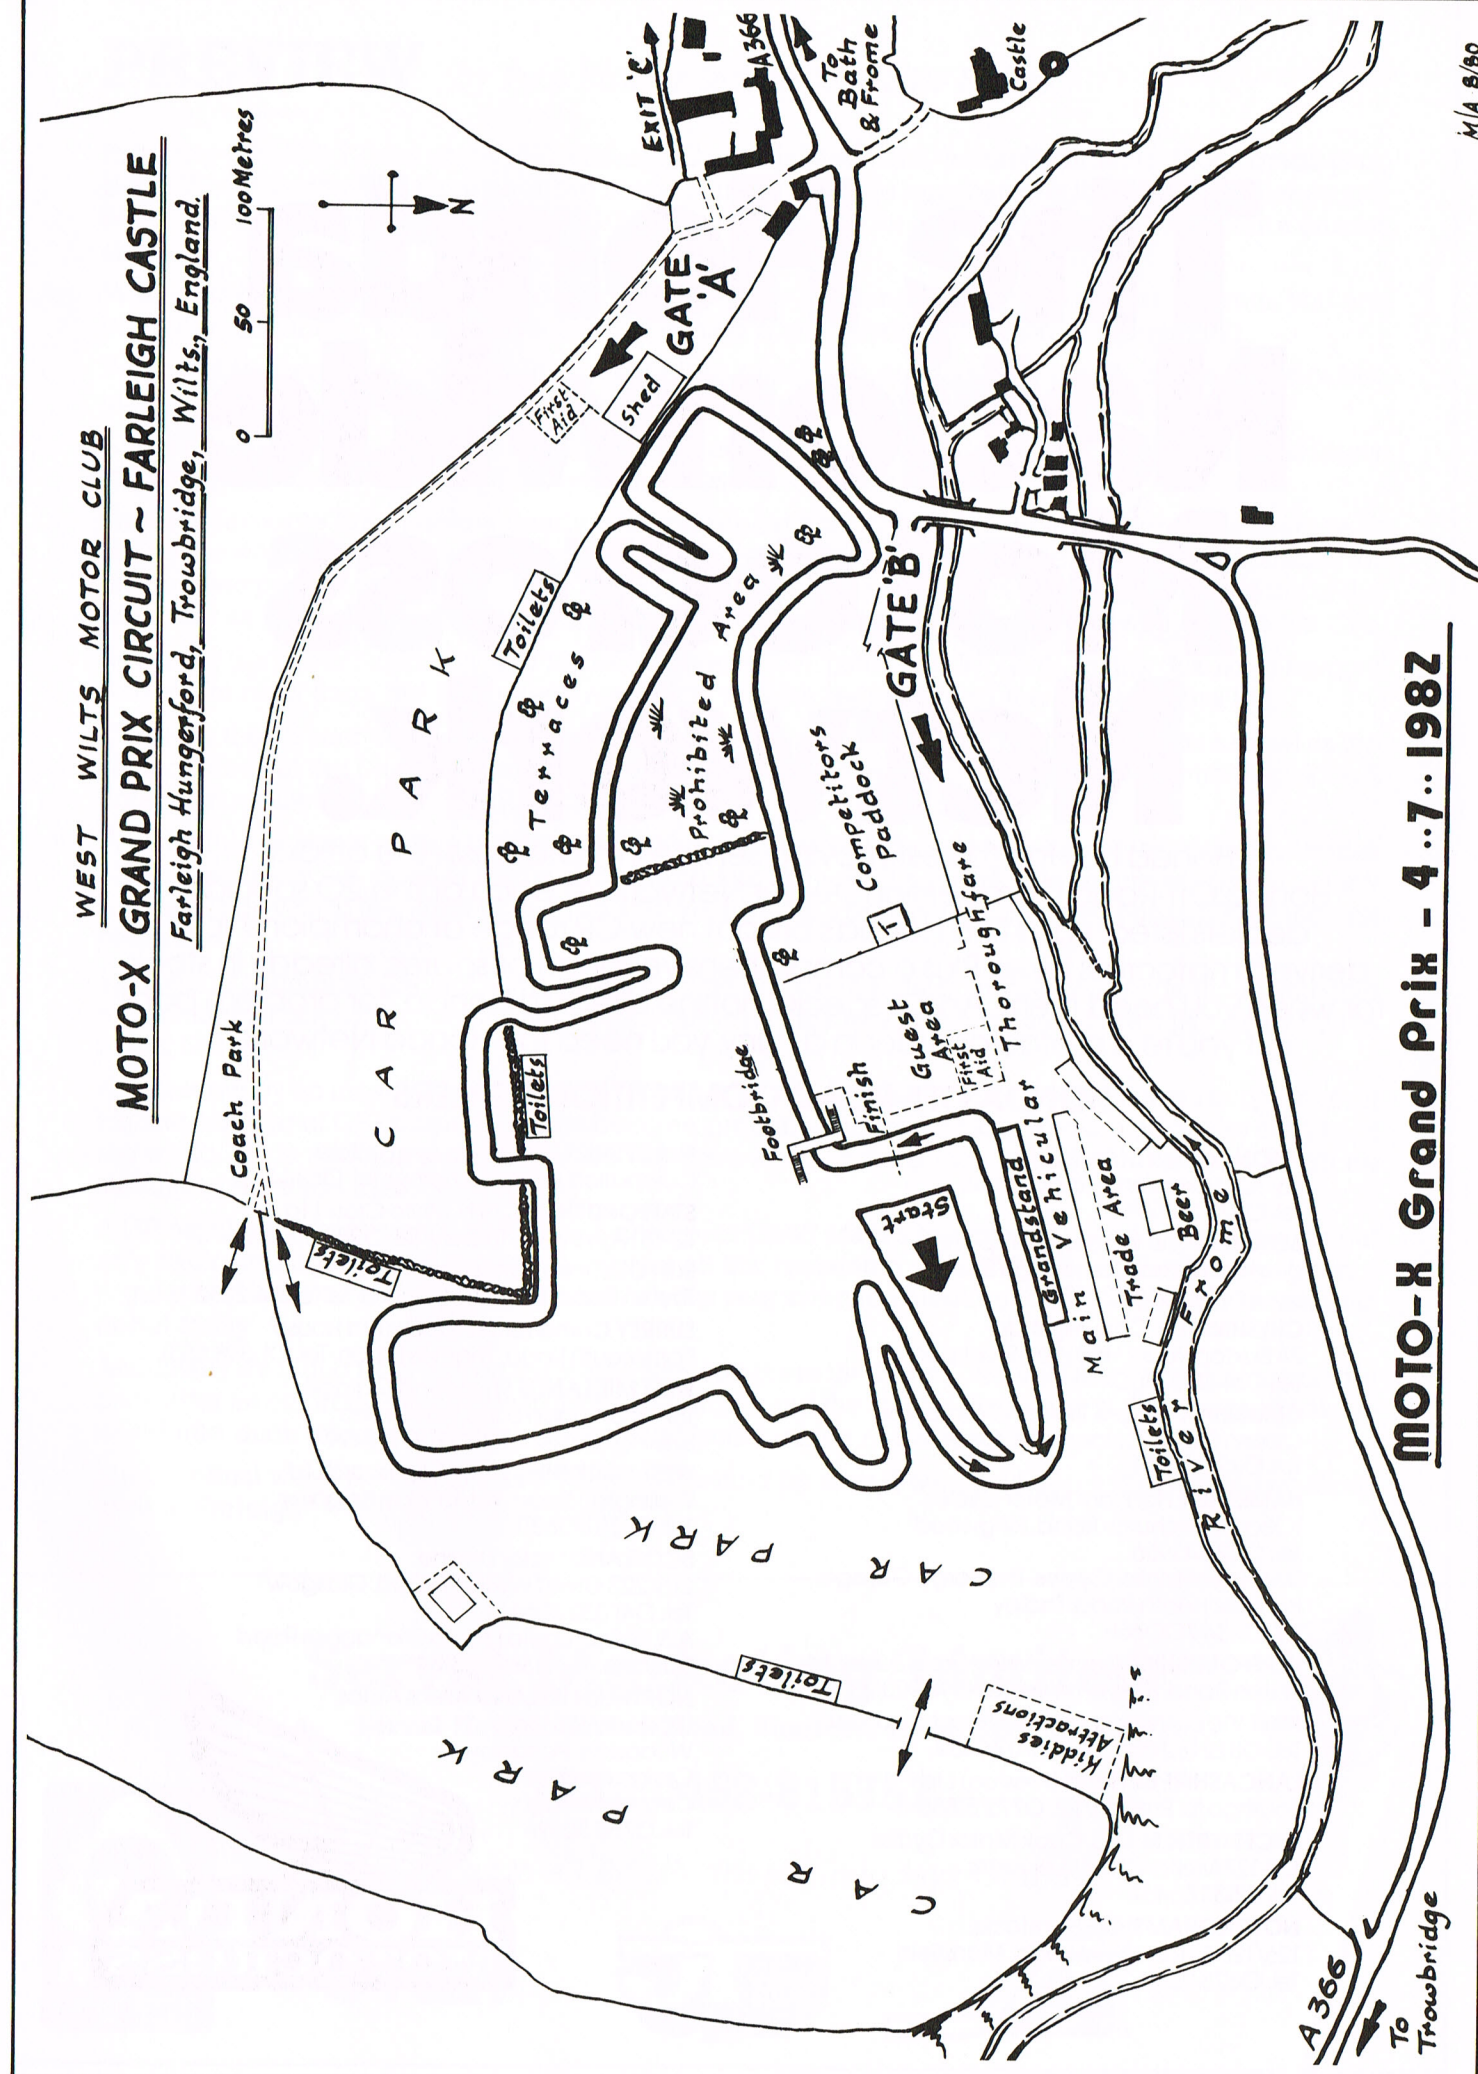 WEST WILTS MOTOR CLUB
MOTO-X GRAND PRIX CIRCUIT ~ FARLEIGH CASTLE
Farleigh Hungerford, Trowbridge, Wilts., England.
0 50 100 Metres
N
EXIT 'C'
A366
To
Bath
& Frome
Castle
GATE
'A'
First
Aid
Shed
Coach Park
CAR PARK
Toilets
Terraces
Prohibited Area
Toilets
Toilets
GATE 'B'
Competitors
Paddock
T
Footbridge
Finish
Guest
Area
First
Aid
Start
Grandstand
Main Vehicular Thoroughfare
Trade Area
Beer
River Frome
Toilets
CAR PARK
Toilets
Kiddies
Attractions
CAR PARK
A366
To
Trowbridge
M/A 8/80
MOTO-X Grand Prix - 4..7..1982